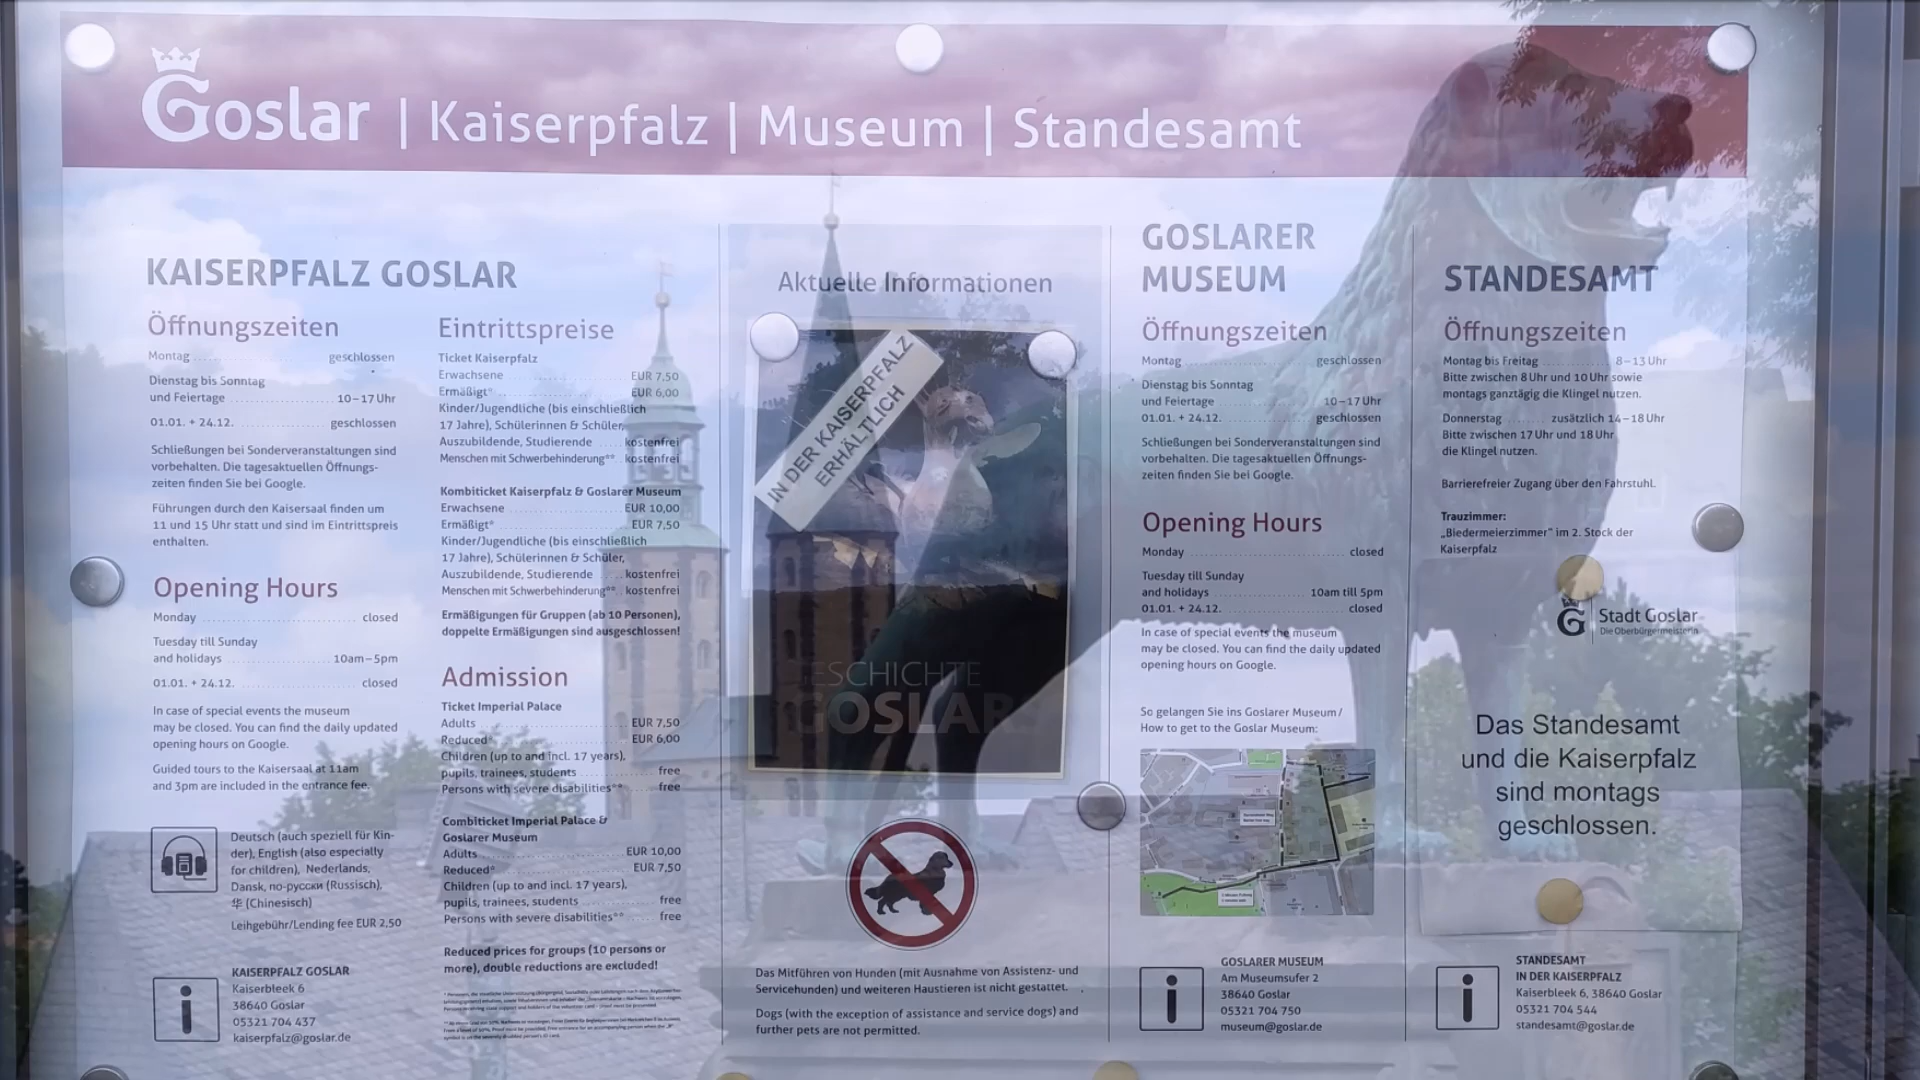 Goslar | Kaiserpfalz | Museum | Standesamt
KAISERPFALZ GOSLAR
Öffnungszeiten
Montag geschlossen
Dienstag bis Sonntag
und Feiertage 10–17 Uhr
01.01. + 24.12. geschlossen
Schließungen bei Sonderveranstaltungen sind
vorbehalten. Die tagesaktuellen Öffnungs-
zeiten finden Sie bei Google.
Führungen durch den Kaisersaal finden um
11 und 15 Uhr statt und sind im Eintrittspreis
enthalten.
Opening Hours
Monday closed
Tuesday till Sunday
and holidays 10am–5pm
01.01. + 24.12. closed
In case of special events the museum
may be closed. You can find the daily updated
opening hours on Google.
Guided tours to the Kaisersaal at 11am
and 3pm are included in the entrance fee.
Deutsch (auch speziell für Kin-
der), English (also especially
for children), Nederlands,
Dansk, по-русски (Russisch),
华 (Chinesisch)
Leihgebühr/Lending fee EUR 2,50
KAISERPFALZ GOSLAR
Kaiserbleek 6
38640 Goslar
05321 704 437
kaiserpfalz@goslar.de
Eintrittspreise
Ticket Kaiserpfalz
Erwachsene EUR 7,50
Ermäßigt* EUR 6,00
Kinder/Jugendliche (bis einschließlich
17 Jahre), Schülerinnen & Schüler,
Auszubildende, Studierende kostenfrei
Menschen mit Schwerbehinderung** kostenfrei
Kombiticket Kaiserpfalz & Goslarer Museum
Erwachsene EUR 10,00
Ermäßigt* EUR 7,50
Kinder/Jugendliche (bis einschließlich
17 Jahre), Schülerinnen & Schüler,
Auszubildende, Studierende kostenfrei
Menschen mit Schwerbehinderung** kostenfrei
Ermäßigungen für Gruppen (ab 10 Personen),
doppelte Ermäßigungen sind ausgeschlossen!
Admission
Ticket Imperial Palace
Adults EUR 7,50
Reduced* EUR 6,00
Children (up to and incl. 17 years),
pupils, trainees, students free
Persons with severe disabilities** free
Combiticket Imperial Palace &
Goslarer Museum
Adults EUR 10,00
Reduced* EUR 7,50
Children (up to and incl. 17 years),
pupils, trainees, students free
Persons with severe disabilities** free
Reduced prices for groups (10 persons or
more), double reductions are excluded!
Aktuelle Informationen
IN DER KAISERPFALZ
ERHÄLTLICH
GESCHICHTE
GOSLARS
Das Mitführen von Hunden (mit Ausnahme von Assistenz- und
Servicehunden) und weiteren Haustieren ist nicht gestattet.
Dogs (with the exception of assistance and service dogs) and
further pets are not permitted.
GOSLARER
MUSEUM
Öffnungszeiten
Montag geschlossen
Dienstag bis Sonntag
und Feiertage 10–17 Uhr
01.01. + 24.12. geschlossen
Schließungen bei Sonderveranstaltungen sind
vorbehalten. Die tagesaktuellen Öffnungs-
zeiten finden Sie bei Google.
Opening Hours
Monday closed
Tuesday till Sunday
and holidays 10am till 5pm
01.01. + 24.12. closed
In case of special events the museum
may be closed. You can find the daily updated
opening hours on Google.
So gelangen Sie ins Goslarer Museum /
How to get to the Goslar Museum:
GOSLARER MUSEUM
Am Museumsufer 2
38640 Goslar
05321 704 750
museum@goslar.de
STANDESAMT
Öffnungszeiten
Montag bis Freitag 8–13 Uhr
Bitte zwischen 8 Uhr und 10 Uhr sowie
montags ganztägig die Klingel nutzen.
Donnerstag zusätzlich 14–18 Uhr
Bitte zwischen 17 Uhr und 18 Uhr
die Klingel nutzen.
Barrierefreier Zugang über den Fahrstuhl.
Trauzimmer:
„Biedermeierzimmer“ im 2. Stock der
Kaiserpfalz
Stadt Goslar
Die Oberbürgermeisterin
Das Standesamt
und die Kaiserpfalz
sind montags
geschlossen.
STANDESAMT
IN DER KAISERPFALZ
Kaiserbleek 6, 38640 Goslar
05321 704 544
standesamt@goslar.de